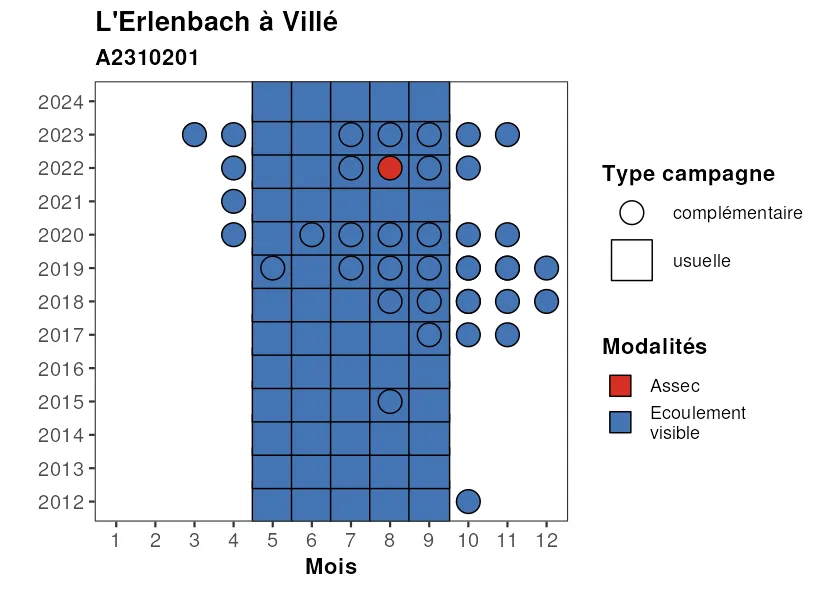 L'Erlenbach à Villé
A2310201
2024
2023
2022
2021
2020
2019
2018
2017
2016
2015
2014
2013
2012
1 2 3 4 5 6 7 8 9 10 11 12
Mois
Type campagne
complémentaire
usuelle
Modalités
Assec
Ecoulement
visible